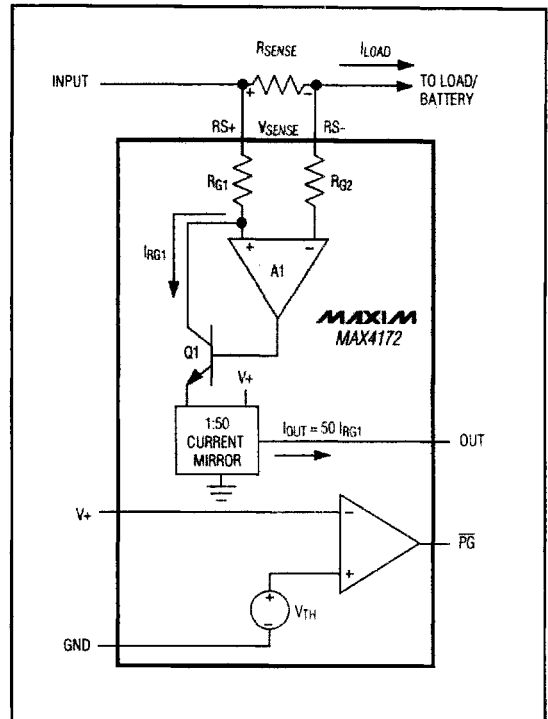 RSENSE
ILOAD
INPUT
+
-
TO LOAD/
BATTERY
RS+
VSENSE
RS-
RG1
RG2
IRG1
+
-
A1
MAXIM
MAX4172
Q1
V+
1:50
CURRENT
MIRROR
IOUT = 50 IRG1
OUT
V+
-
PG
+
+
-
VTH
GND